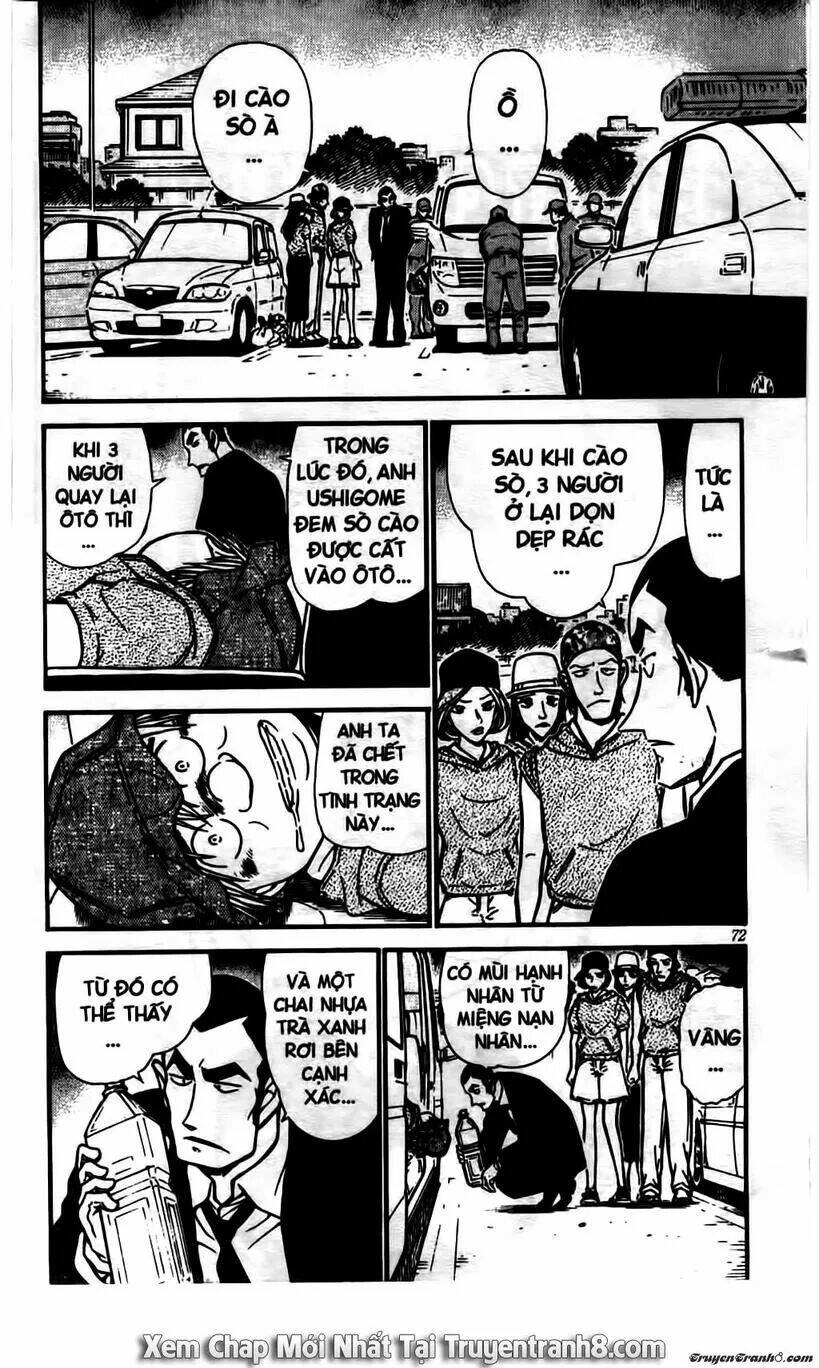 Ồ
...
ĐI CÀO
SÒ À
...
TỨC
LÀ
...
SAU KHI CÀO
SÒ, 3 NGƯỜI
Ở LẠI DỌN
DẸP RÁC
...
TRONG
LÚC ĐÓ, ANH
USHIGOME
ĐEM SÒ CÀO
ĐƯỢC CẤT
VÀO ÔTÔ...
KHI 3
NGƯỜI
QUAY LẠI
ÔTÔ THÌ
...
ANH TA
ĐÃ CHẾT
TRONG
TÌNH TRẠNG
NÀY...
72
VÂNG
...
CÓ MÙI HẠNH
NHÂN TỪ
MIỆNG NẠN
NHÂN...
VÀ MỘT
CHAI NHỰA
TRÀ XANH
RƠI BÊN
CẠNH
XÁC...
TỪ ĐÓ CÓ
THỂ THẤY
...
Xem Chap Mới Nhất Tại Truyentranh8.com
TruyenTranh8.com